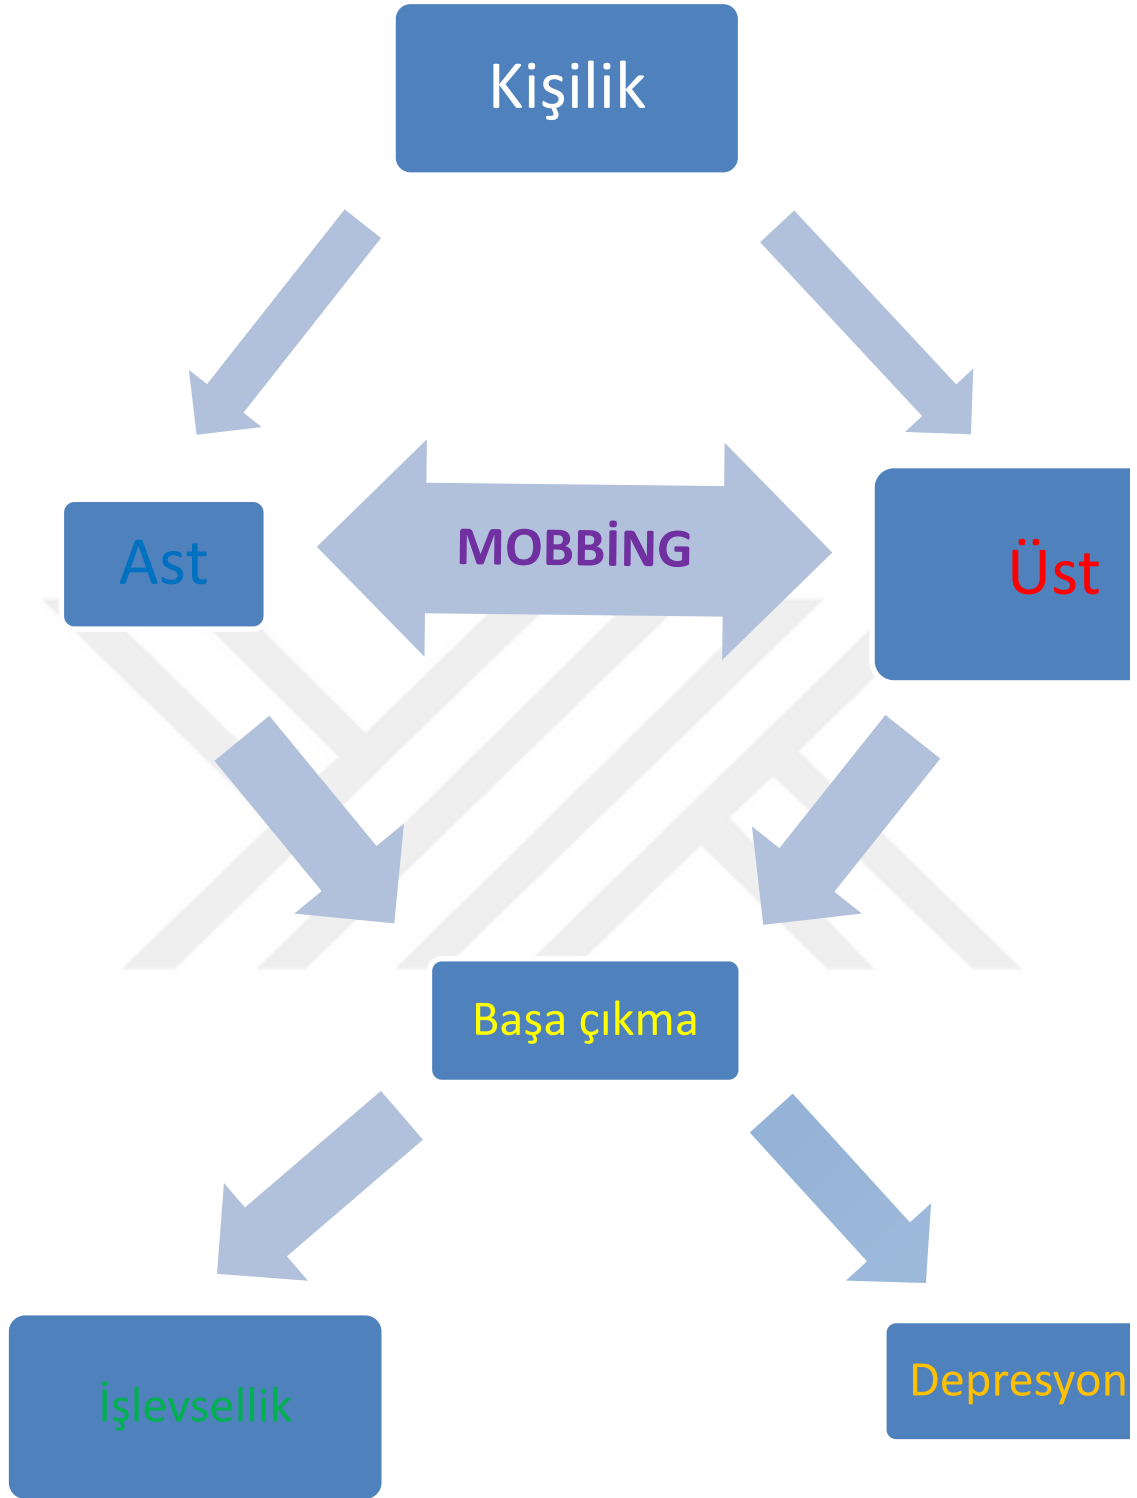 Kişilik
Ast
MOBBİNG
Üst
Başa çıkma
İşlevsellik
Depresyon